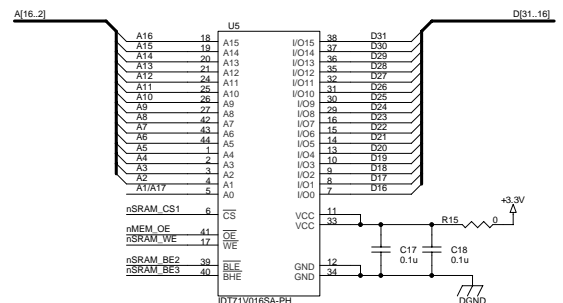 A[16..2] D[31..16]
U5
A16 18 A15 I/O15 38 D31
A15 19 A14 I/O14 37 D30
A14 20 A13 I/O13 36 D29
A13 21 A12 I/O12 35 D28
A12 24 A11 I/O11 32 D27
A11 25 A10 I/O10 31 D26
A10 26 A9 I/O9 30 D25
A9 27 A8 I/O8 29 D24
A8 42 A7 I/O7 16 D23
A7 43 A6 I/O6 15 D22
A6 44 A5 I/O5 14 D21
A5 1 A4 I/O4 13 D20
A4 2 A3 I/O3 10 D19
A3 3 A2 I/O2 9 D18
A2 4 A1 I/O1 8 D17
A1/A17 5 A0 I/O0 7 D16
+3.3V
nSRAM_CS1 6 CS VCC 11
VCC 33 R15 0
nMEM_OE 41 OE
nSRAM_WE 17 WE C17 C18
0.1u 0.1u
nSRAM_BE2 39 BLE GND 12
nSRAM_BE3 40 BHE GND 34
IDT71V016SA-PH DGND